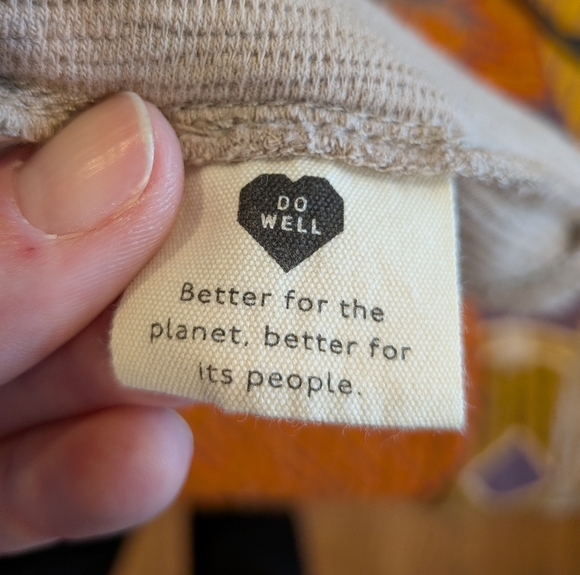 DO
WELL
Better for the
planet. better for
its people.